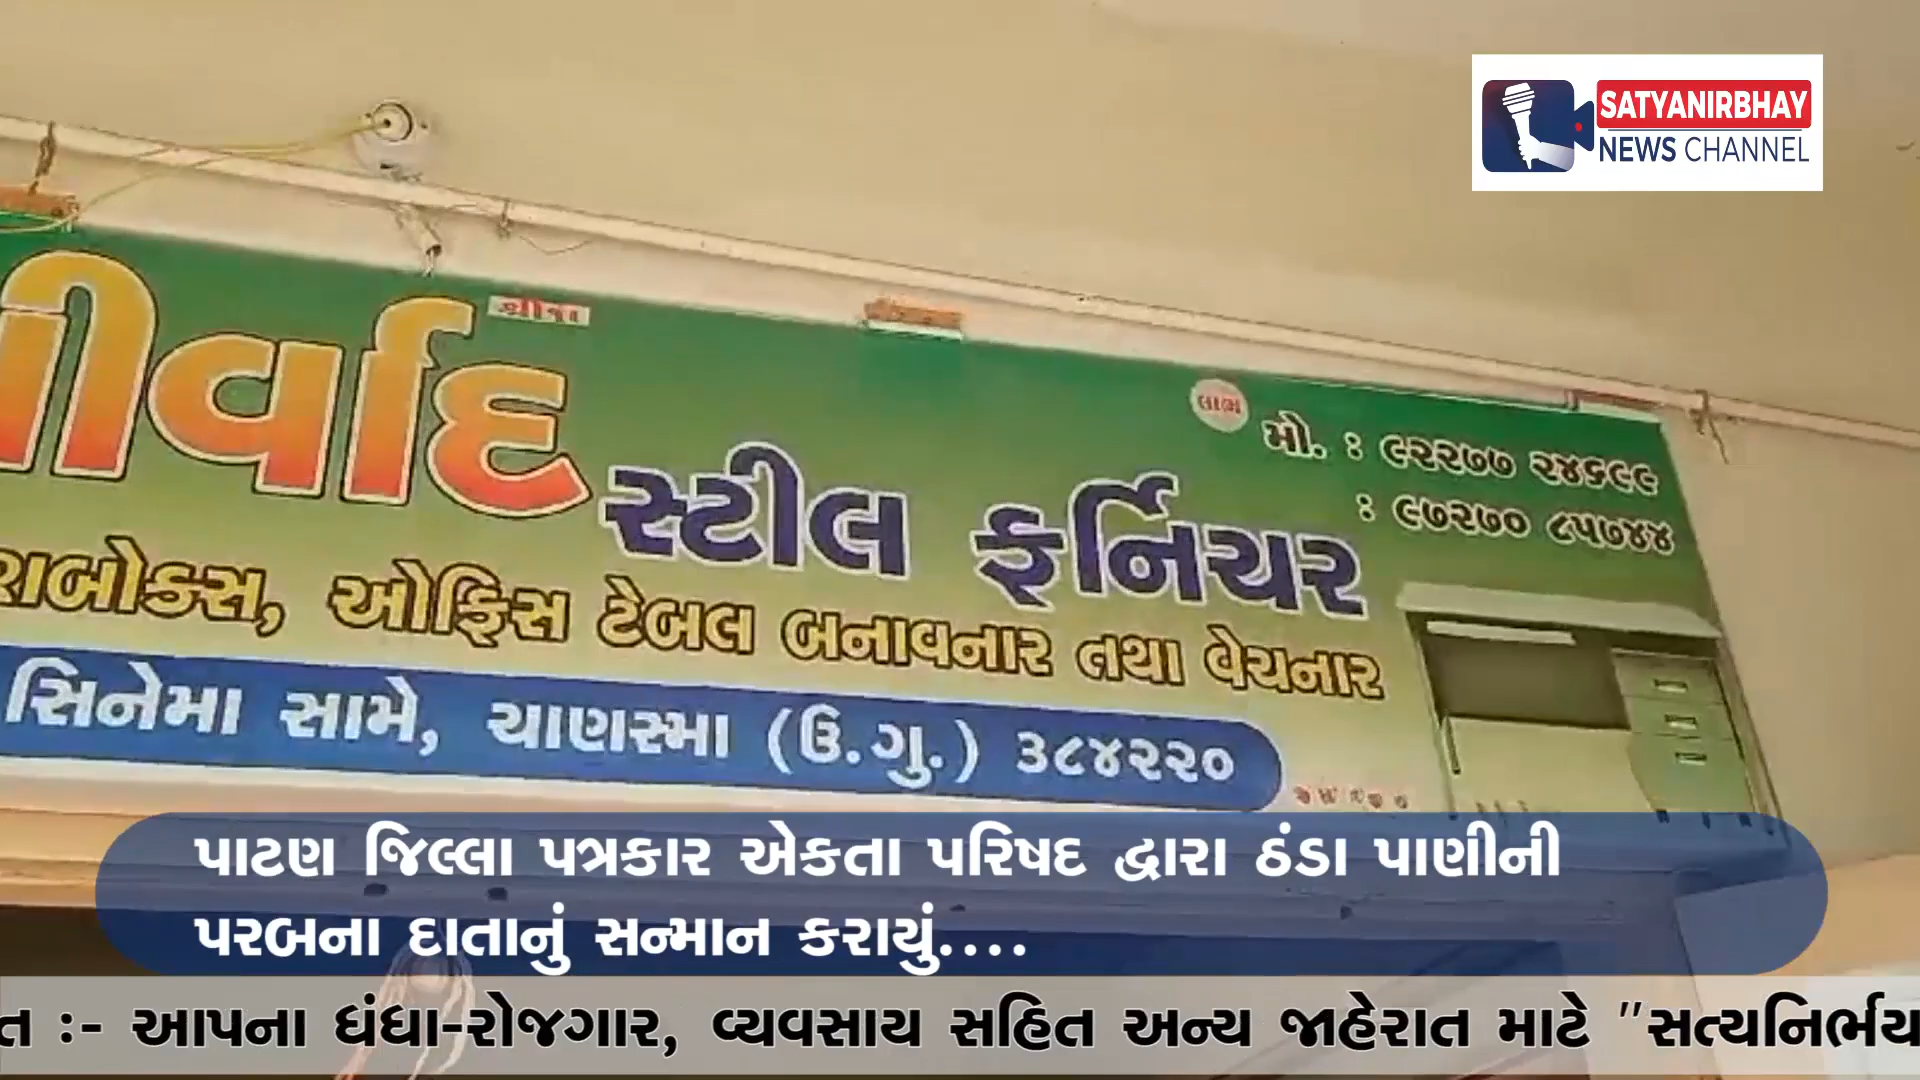 SATYANIRBHAY
NEWS CHANNEL
લાભ
મો. : ૯૨૨૭૭ ૨૪૬૯૯
: ૯૭૨૭૦ ૮૫૭૪૪
ીર્વાદ સ્ટીલ ફર્નિચર
ઓફિસ ટેબલ બનાવનાર તથા વેચનાર
સિનેમા સામે, ચાણસ્મા (ઉ.ગુ.) ૩૮૪૨૨૦
પાટણ જિલ્લા પત્રકાર એકતા પરિષદ દ્વારા ઠંડા પાણીની
પરબના દાતાનું સન્માન કરાયું....
ત :- આપના ધંધા-રોજગાર, વ્યવસાય સહિત અન્ય જાહેરાત માટે "સત્યનિર્ભય